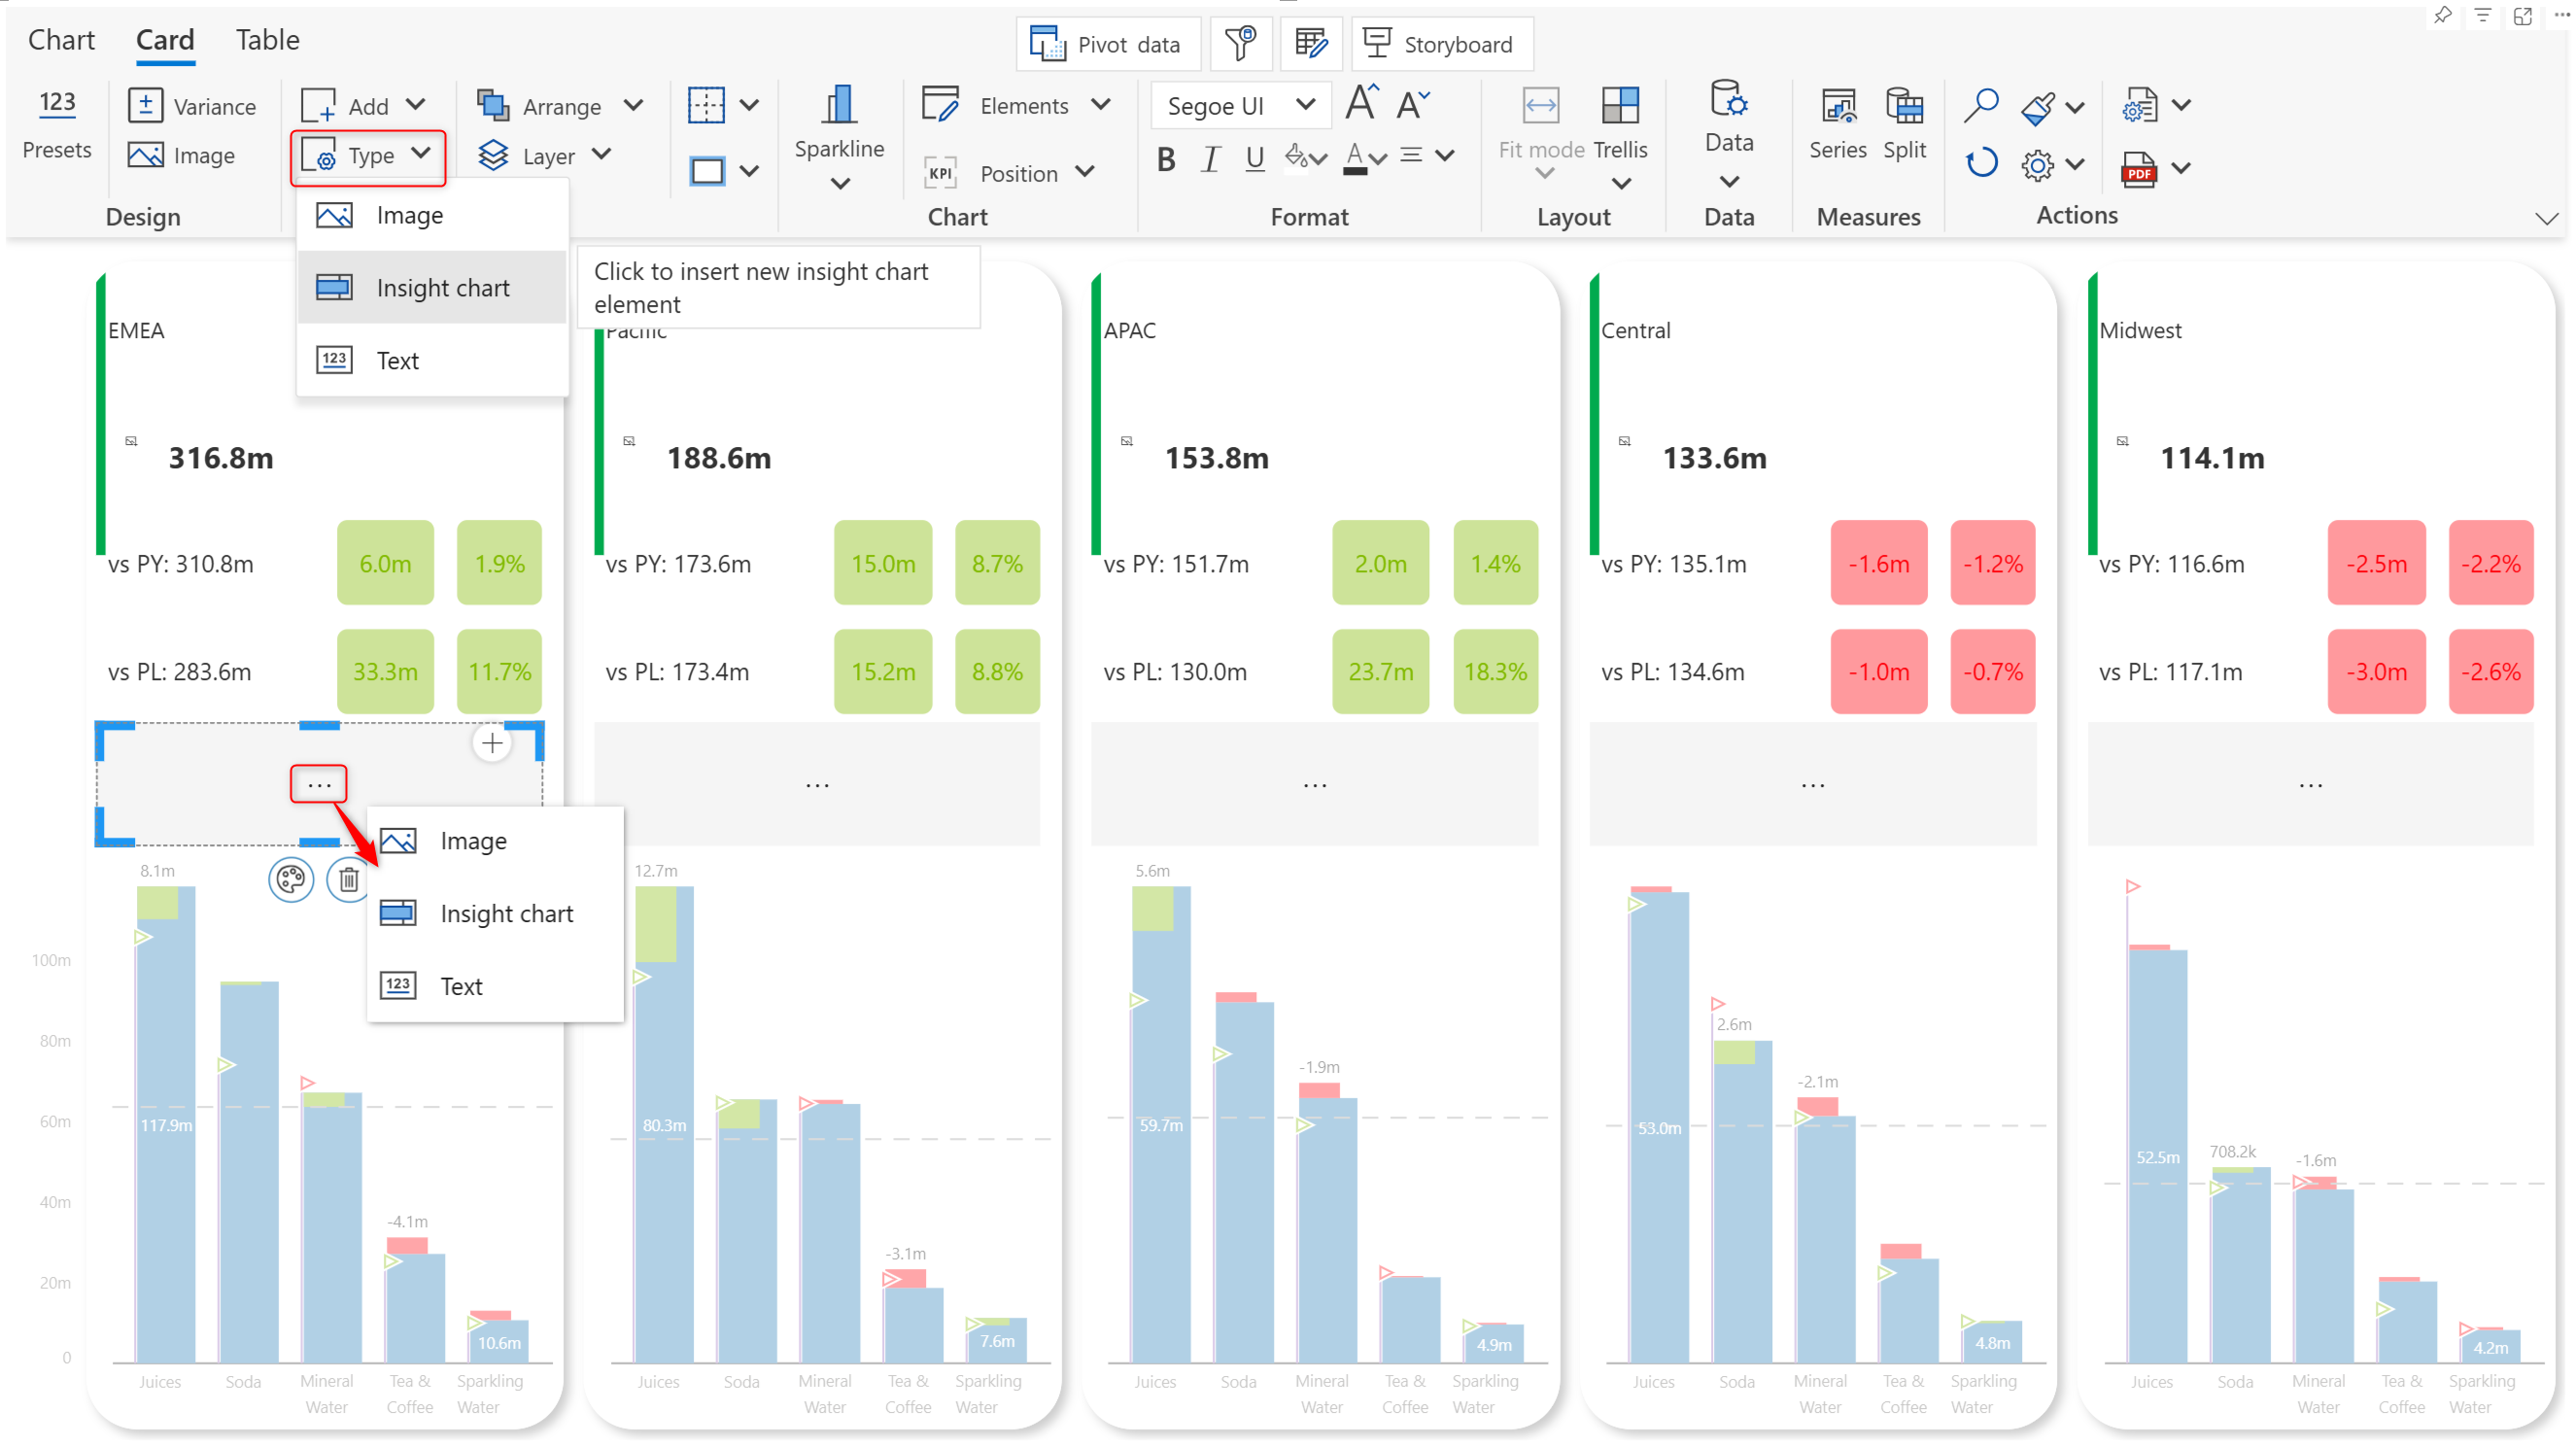 Chart Card Table
Pivot data
Storyboard
123
Presets
Variance
Image
Design
Add
Type
Arrange
Layer
Image
Insight chart
Text
123
Click to insert new insight chart
element
Sparkline
Elements
KPI
Position
Chart
Segoe UI
A A
B I U A
Format
Fit mode
Trellis
Layout
Data
Data
Series
Split
Measures
PDF
Actions
EMEA
316.8m
vs PY: 310.8m 6.0m 1.9%
vs PL: 283.6m 33.3m 11.7%
...
Image
Insight chart
123
Text
8.1m
100m
80m
60m
40m
20m
0
117.9m
-4.1m
10.6m
Juices
Soda
Mineral
Water
Tea &
Coffee
Sparkling
Water
Pacific
188.6m
vs PY: 173.6m 15.0m 8.7%
vs PL: 173.4m 15.2m 8.8%
...
12.7m
80.3m
-3.1m
7.6m
Juices
Soda
Mineral
Water
Tea &
Coffee
Sparkling
Water
APAC
153.8m
vs PY: 151.7m 2.0m 1.4%
vs PL: 130.0m 23.7m 18.3%
...
5.6m
59.7m
-1.9m
4.9m
Juices
Soda
Mineral
Water
Tea &
Coffee
Sparkling
Water
Central
133.6m
vs PY: 135.1m -1.6m -1.2%
vs PL: 134.6m -1.0m -0.7%
...
53.0m
2.6m
-2.1m
4.8m
Juices
Soda
Mineral
Water
Tea &
Coffee
Sparkling
Water
Midwest
114.1m
vs PY: 116.6m -2.5m -2.2%
vs PL: 117.1m -3.0m -2.6%
...
52.5m
708.2k
-1.6m
4.2m
Juices
Soda
Mineral
Water
Tea &
Coffee
Sparkling
Water